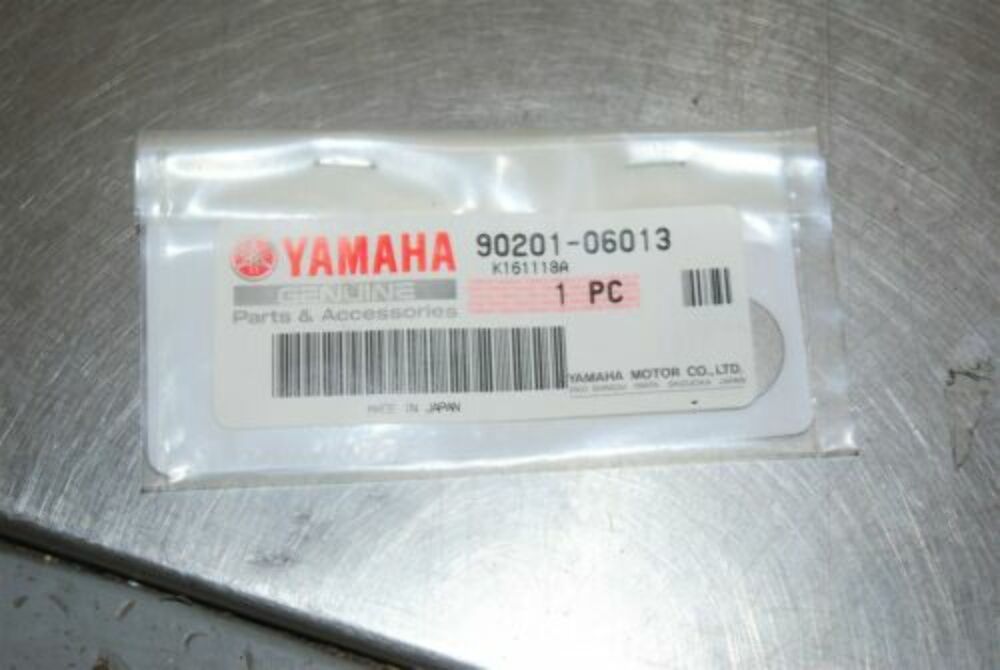 YAMAHA 90201-06013
K161118A
GENUINE 1 PC
Parts & Accessories
YAMAHA MOTOR CO.,LTD.
MADE IN JAPAN